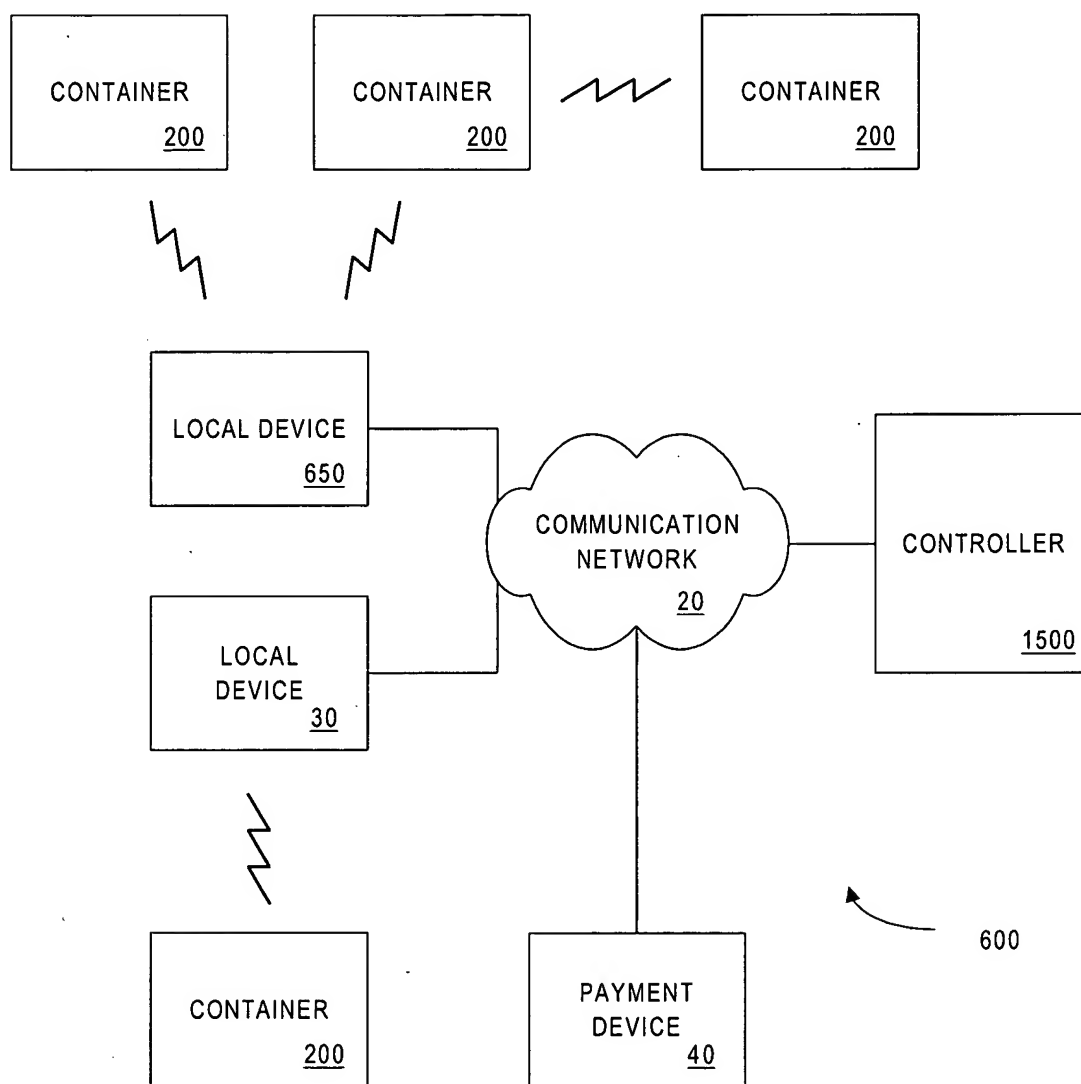 CONTAINER
200
CONTAINER
200
CONTAINER
200
LOCAL DEVICE
650
COMMUNICATION
NETWORK
20
CONTROLLER
1500
LOCAL
DEVICE
30
600
CONTAINER
200
PAYMENT
DEVICE
40